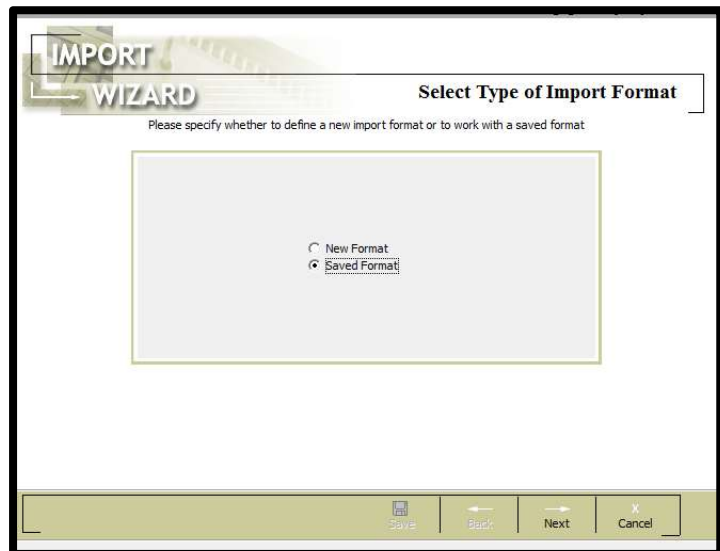 IMPORT
WIZARD
Select Type of Import Format
Please specify whether to define a new import format or to work with a saved format
New Format
Saved Format
Save
Back
Next
X
Cancel